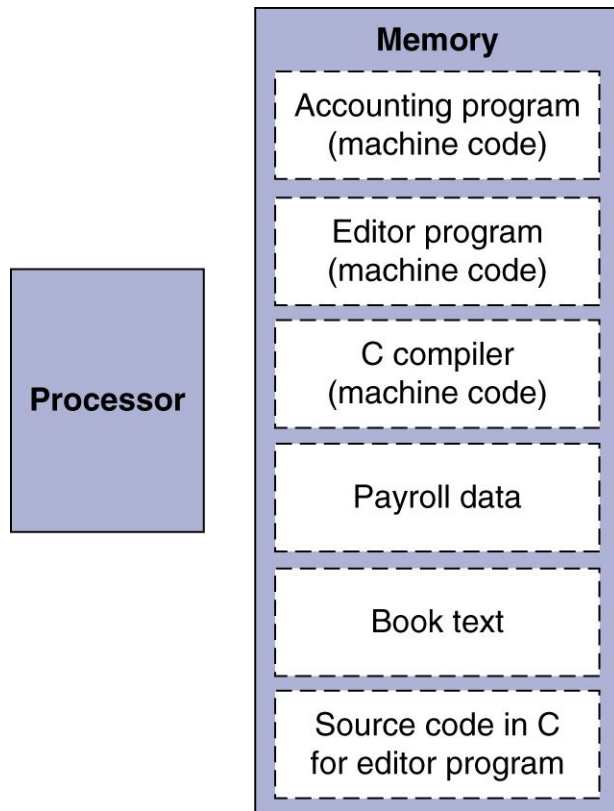 Memory
Accounting program
(machine code)
Editor program
(machine code)
C compiler
(machine code)
Processor
Payroll data
Book text
Source code in C
for editor program